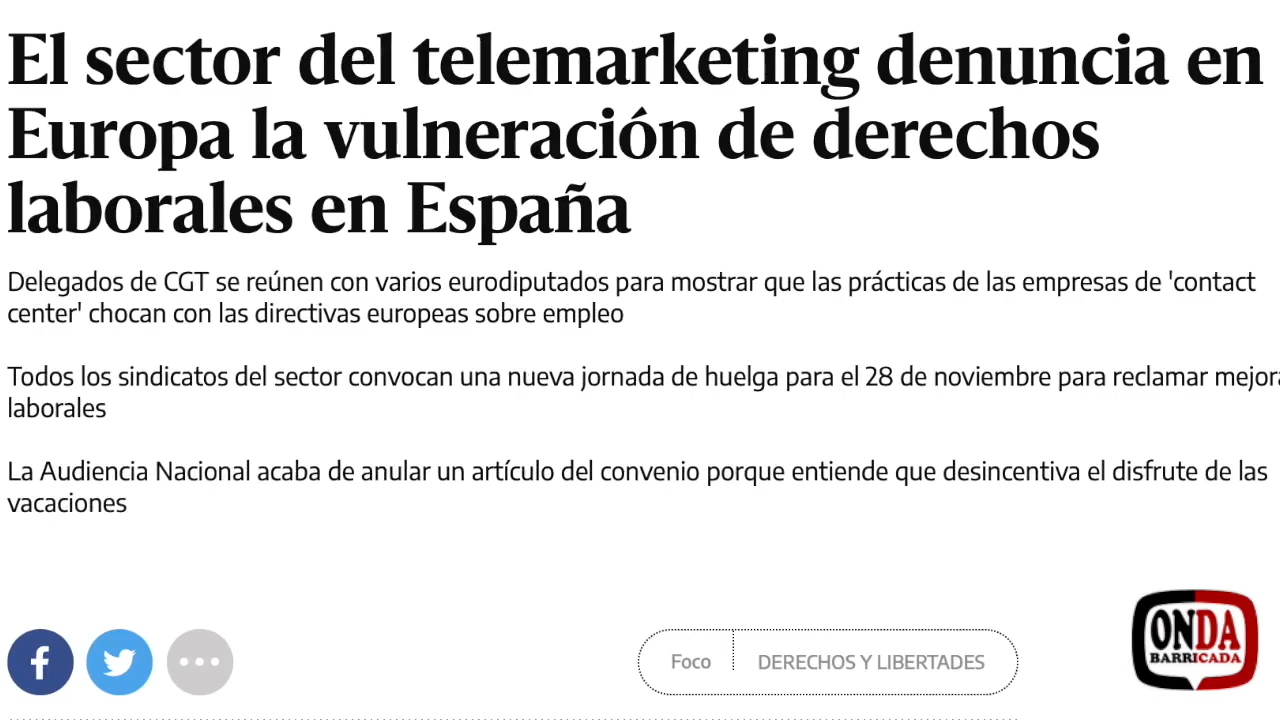 El sector del telemarketing denuncia en
Europa la vulneración de derechos
laborales en España
Delegados de CGT se reúnen con varios eurodiputados para mostrar que las prácticas de las empresas de 'contact
center' chocan con las directivas europeas sobre empleo
Todos los sindicatos del sector convocan una nueva jornada de huelga para el 28 de noviembre para reclamar mejora
laborales
La Audiencia Nacional acaba de anular un artículo del convenio porque entiende que desincentiva el disfrute de las
vacaciones
Foco
DERECHOS Y LIBERTADES
ONDA
BARRICADA